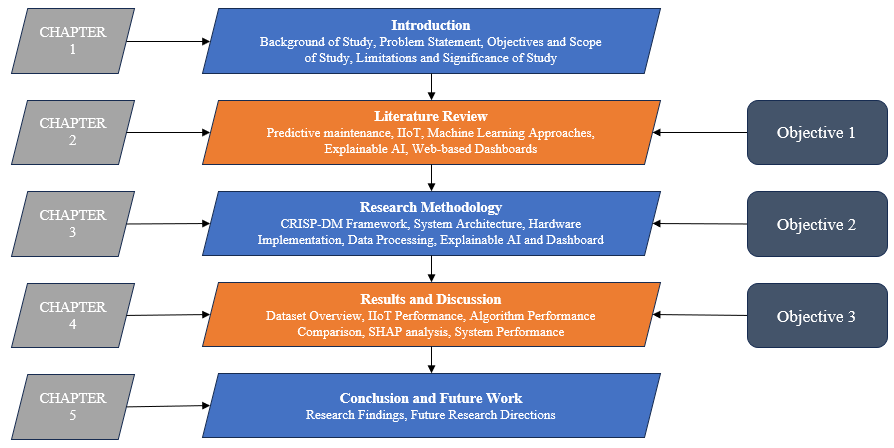 CHAPTER
1
Introduction
Background of Study, Problem Statement, Objectives and Scope
of Study, Limitations and Significance of Study
CHAPTER
2
Literature Review
Predictive maintenance, IIoT, Machine Learning Approaches,
Explainable AI, Web-based Dashboards
Objective 1
CHAPTER
3
Research Methodology
CRISP-DM Framework, System Architecture, Hardware
Implementation, Data Processing, Explainable AI and Dashboard
Objective 2
CHAPTER
4
Results and Discussion
Dataset Overview, IIoT Performance, Algorithm Performance
Comparison, SHAP analysis, System Performance
Objective 3
CHAPTER
5
Conclusion and Future Work
Research Findings, Future Research Directions